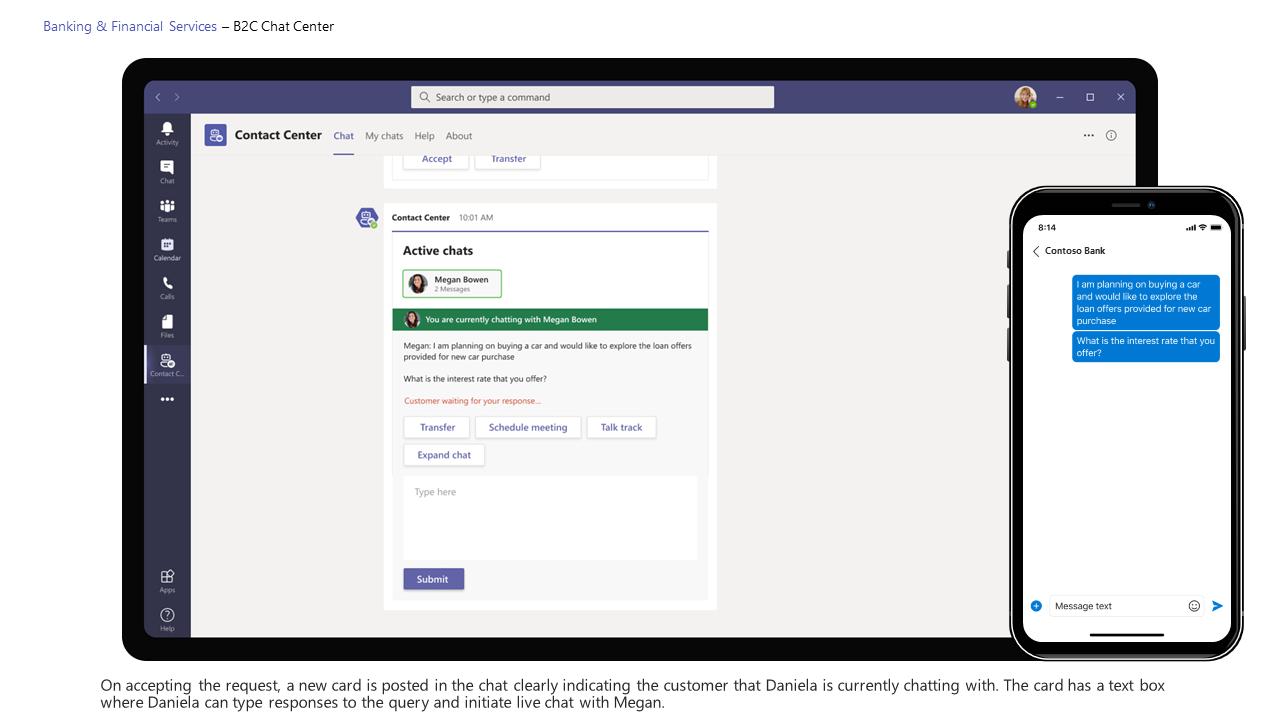 Banking & Financial Services – B2C Chat Center
Search or type a command
Activity
Chat
Teams
Calendar
Calls
Files
Contact C...
Apps
Help
Contact Center
Chat
My chats
Help
About
Accept
Transfer
Contact Center 10:01 AM
Active chats
Megan Bowen
2 Messages
You are currently chatting with Megan Bowen
Megan: I am planning on buying a car and would like to explore the loan offers
provided for new car purchase
What is the interest rate that you offer?
Customer waiting for your response...
Transfer
Schedule meeting
Talk track
Expand chat
Type here
Submit
8:14
Contoso Bank
I am planning on buying a car
and would like to explore the
loan offers provided for new car
purchase
What is the interest rate that you
offer?
Message text
On accepting the request, a new card is posted in the chat clearly indicating the customer that Daniela is currently chatting with. The card has a text box
where Daniela can type responses to the query and initiate live chat with Megan.